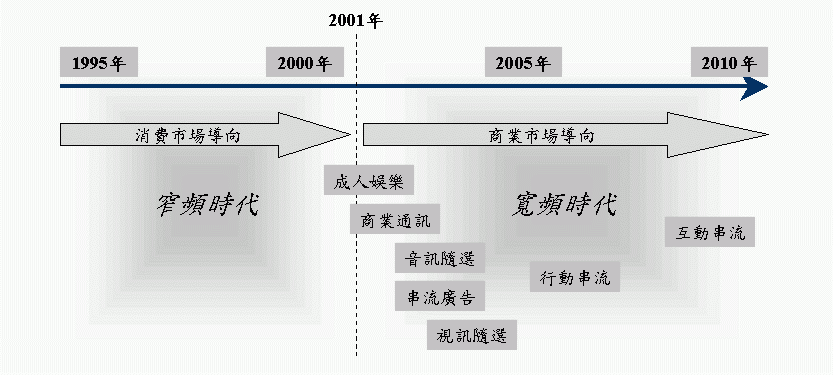 2001年
1995年
2000年
2005年
2010年
消費市場導向
商業市場導向
窄頻時代
寬頻時代
成人娛樂
商業通訊
互動串流
音訊隨選
行動串流
串流廣告
視訊隨選